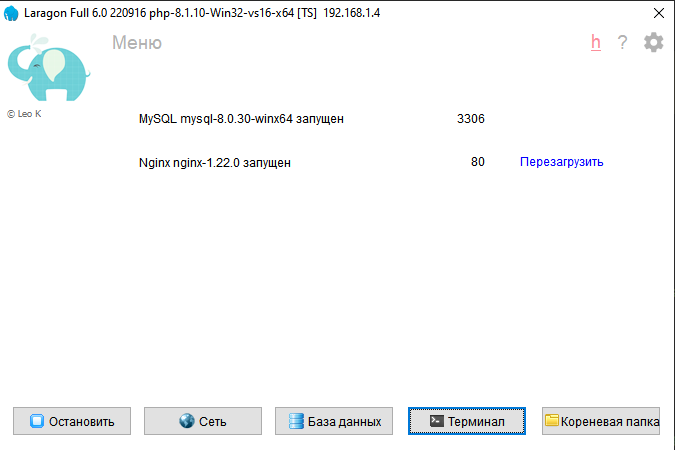 Laragon Full 6.0 220916 php-8.1.10-Win32-vs16-x64 [TS] 192.168.1.4
Меню h ?
© Leo K
MySQL mysql-8.0.30-winx64 запущен 3306
Nginx nginx-1.22.0 запущен 80 Перезагрузить
Остановить Сеть База данных Терминал Кореневая папка